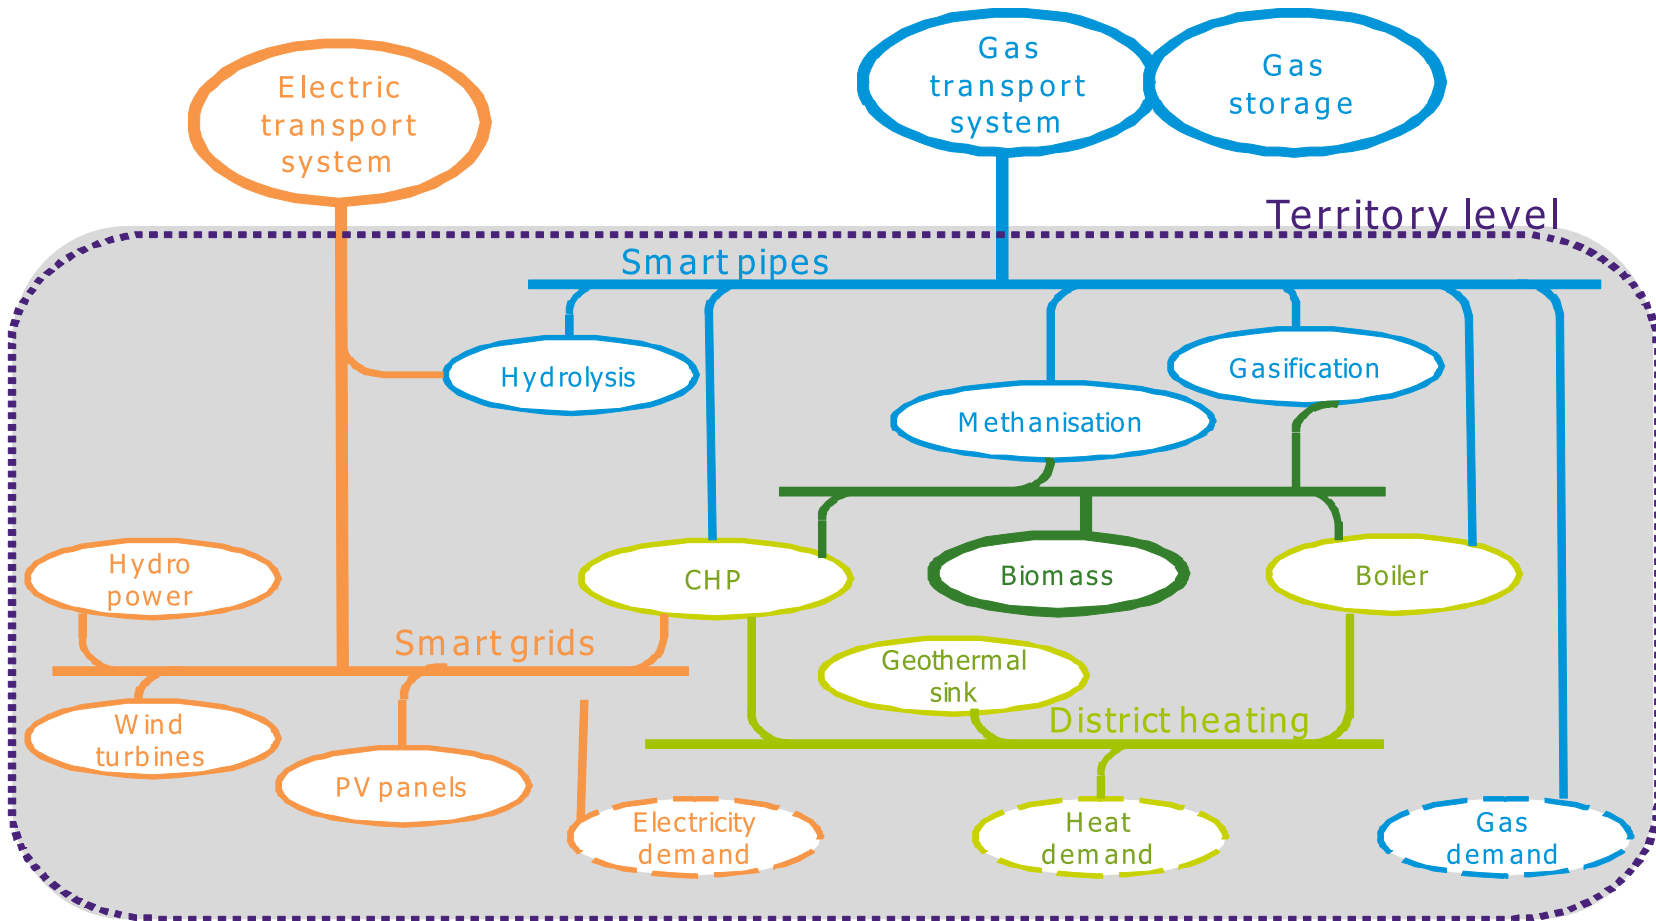 Electric
transport
system
Gas
transport
system
Gas
storage
Territory level
Smart pipes
Hydrolysis
Gasification
Methanisation
Hydro
power
CHP
Biomass
Boiler
Smart grids
Geothermal
sink
District heating
Wind
turbines
PV panels
Electricity
demand
Heat
demand
Gas
demand